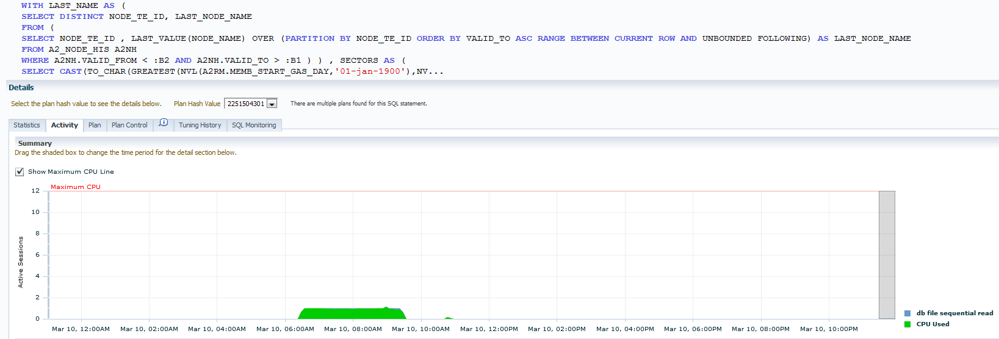 WITH LAST_NAME AS (
SELECT DISTINCT NODE_TE_ID, LAST_NODE_NAME
FROM (
SELECT NODE_TE_ID , LAST_VALUE(NODE_NAME) OVER (PARTITION BY NODE_TE_ID ORDER BY VALID_TO ASC RANGE BETWEEN CURRENT ROW AND UNBOUNDED FOLLOWING) AS LAST_NODE_NAME
FROM A2_NODE_HIS A2NH
WHERE A2NH.VALID_FROM < :B2 AND A2NH.VALID_TO > :B1 ) ) , SECTORS AS (
SELECT CAST(TO_CHAR(GREATEST(NVL(A2RM.MEMB_START_GAS_DAY,'01-jan-1900'),NV...
Details
Select the plan hash value to see the details below. Plan Hash Value 2251504301 There are multiple plans found for this SQL statement.
Statistics Activity Plan Plan Control i Tuning History SQL Monitoring
Summary
Drag the shaded box to change the time period for the detail section below.
Show Maximum CPU Line
Maximum CPU
12
10
8
6
4
2
0
Active Sessions
Mar 10, 12:00AM Mar 10, 02:00AM Mar 10, 04:00AM Mar 10, 06:00AM Mar 10, 08:00AM Mar 10, 10:00AM Mar 10, 12:00PM Mar 10, 02:00PM Mar 10, 04:00PM Mar 10, 06:00PM Mar 10, 08:00PM Mar 10, 10:00PM
db file sequential read
CPU Used